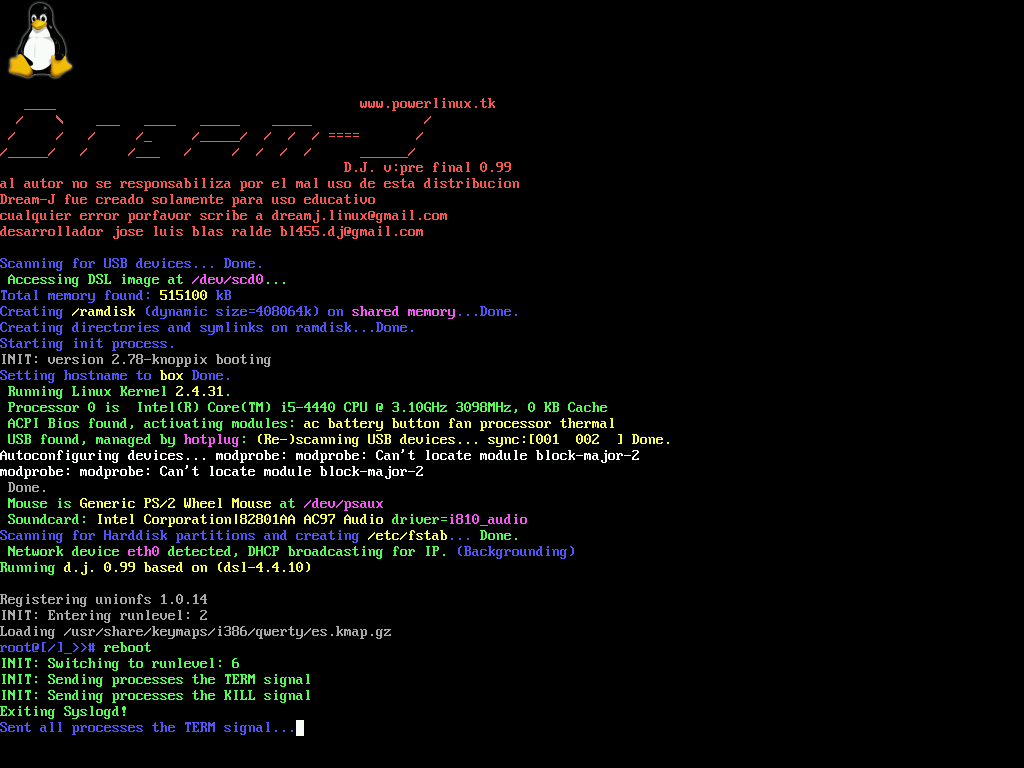 www.powerlinux.tk
Dream-J
D.J. v:pre final 0.99
al autor no se responsabiliza por el mal uso de esta distribucion
Dream-J fue creado solamente para uso educativo
cualquier error porfavor scribe a dreamj.linux@gmail.com
desarrollador jose luis blas ralde bl455.dj@gmail.com
Scanning for USB devices... Done.
Accessing DSL image at /dev/scd0...
Total memory found: 515100 kB
Creating /ramdisk (dynamic size=408064k) on shared memory...Done.
Creating directories and symlinks on ramdisk...Done.
Starting init process.
INIT: version 2.78-knoppix booting
Setting hostname to box Done.
Running Linux Kernel 2.4.31.
Processor 0 is  Intel(R) Core(TM) i5-4440 CPU @ 3.10GHz 3098MHz, 0 KB Cache
ACPI Bios found, activating modules: ac battery button fan processor thermal
USB found, managed by hotplug: (Re-)scanning USB devices... sync:[001  002  ] Done.
Autoconfiguring devices... modprobe: modprobe: Can't locate module block-major-2
modprobe: modprobe: Can't locate module block-major-2
Done.
Mouse is Generic PS/2 Wheel Mouse at /dev/psaux
Soundcard: Intel Corporation|82801AA AC97 Audio driver=i810_audio
Scanning for Harddisk partitions and creating /etc/fstab... Done.
Network device eth0 detected, DHCP broadcasting for IP. (Backgrounding)
Running d.j. 0.99 based on (dsl-4.4.10)
Registering unionfs 1.0.14
INIT: Entering runlevel: 2
Loading /usr/share/keymaps/i386/qwerty/es.kmap.gz
root@[/]_>># reboot
INIT: Switching to runlevel: 6
INIT: Sending processes the TERM signal
INIT: Sending processes the KILL signal
Exiting Syslogd!
Sent all processes the TERM signal...